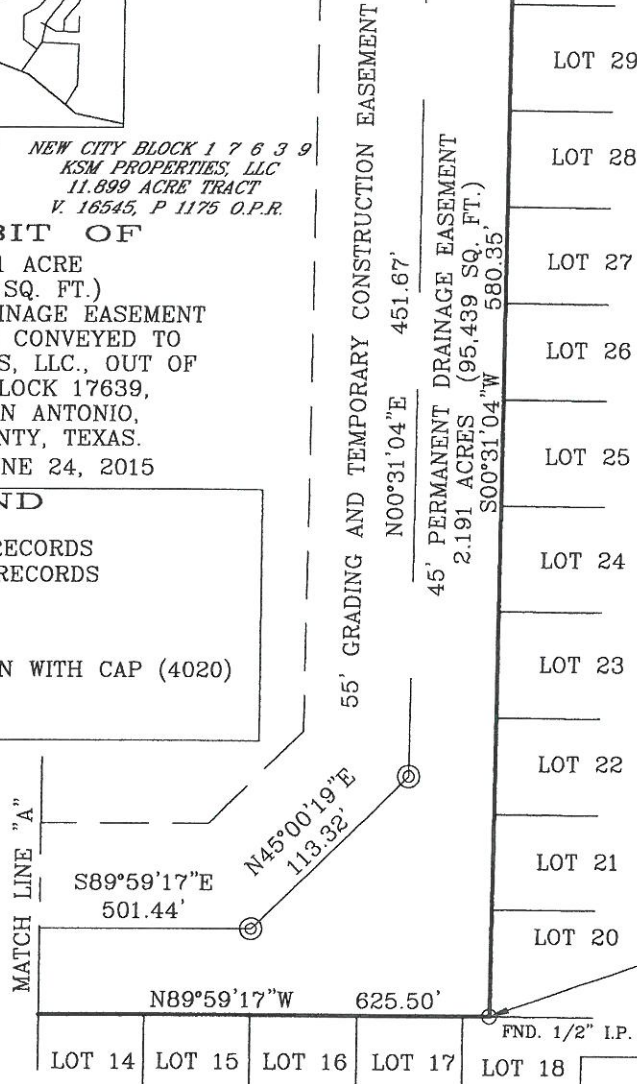 NEW CITY BLOCK 1 7 6 3 9
KSM PROPERTIES, LLC
11.899 ACRE TRACT
V. 16545, P 1175 O.P.R.
BIT OF
1 ACRE
SQ. FT.)
INAGE EASEMENT
CONVEYED TO
S, LLC., OUT OF
LOCK 17639,
N ANTONIO,
NTY, TEXAS.
NE 24, 2015
ND
RECORDS
RECORDS
N WITH CAP (4020)
55' GRADING AND TEMPORARY CONSTRUCTION EASEMENT
N00°31'04"E 451.67'
45' PERMANENT DRAINAGE EASEMENT
2.191 ACRES (95,439 SQ. FT.)
S00°31'04"W 580.35'
LOT 29
LOT 28
LOT 27
LOT 26
LOT 25
LOT 24
LOT 23
LOT 22
LOT 21
LOT 20
MATCH LINE "A"
S89°59'17"E
501.44'
N45°00'19"E
113.32'
N89°59'17"W 625.50'
FND. 1/2" I.P.
LOT 14
LOT 15
LOT 16
LOT 17
LOT 18